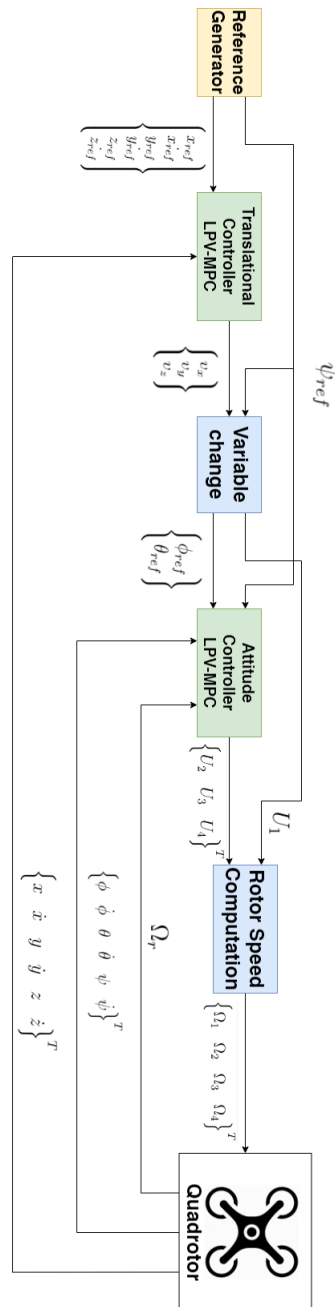 ψ_ref
Reference
Generator
x_ref
ẋ_ref
y_ref
ẏ_ref
z_ref
ż_ref
Translational
Controller
LPV-MPC
v_x
v_y
v_z
Variable
change
ϕ_ref
θ_ref
Attitude
Controller
LPV-MPC
U_1
{U_2 U_3 U_4}^T
Rotor Speed
Computation
{Ω_1 Ω_2 Ω_3 Ω_4}^T
Quadrotor
Ω_r
{ϕ ϕ̇ θ θ̇ ψ ψ̇}^T
{x ẋ y ẏ z ż}^T